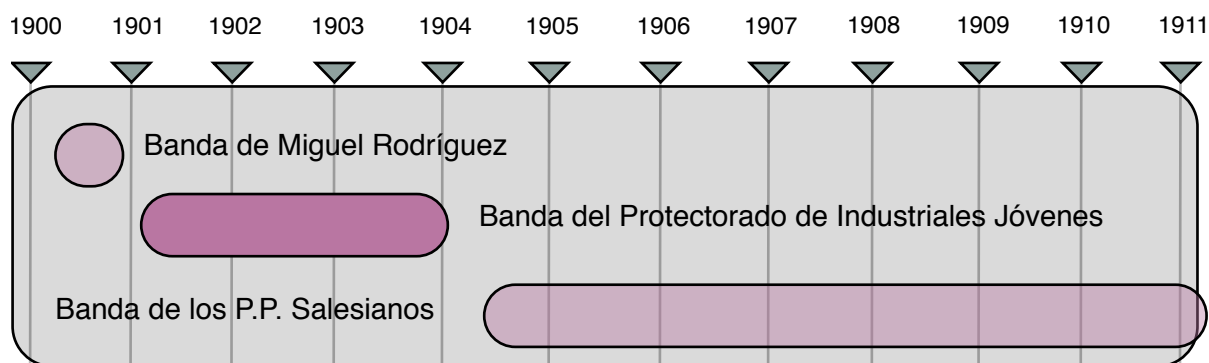 1900 1901 1902 1903 1904 1905 1906 1907 1908 1909 1910 1911
Banda de Miguel Rodríguez
Banda del Protectorado de Industriales Jóvenes
Banda de los P.P. Salesianos